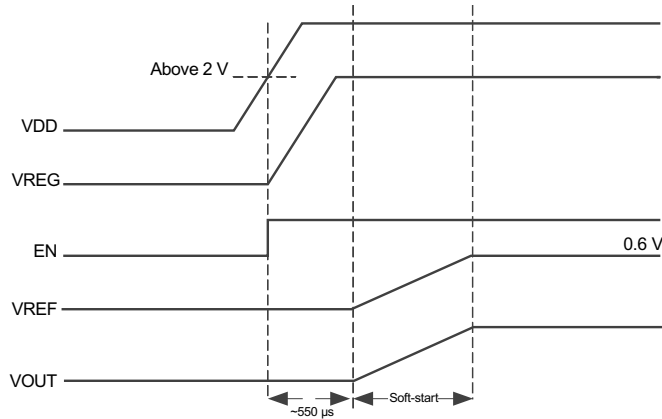 Above 2 V
VDD
VREG
EN
0.6 V
VREF
VOUT
~550 µs
Soft-start